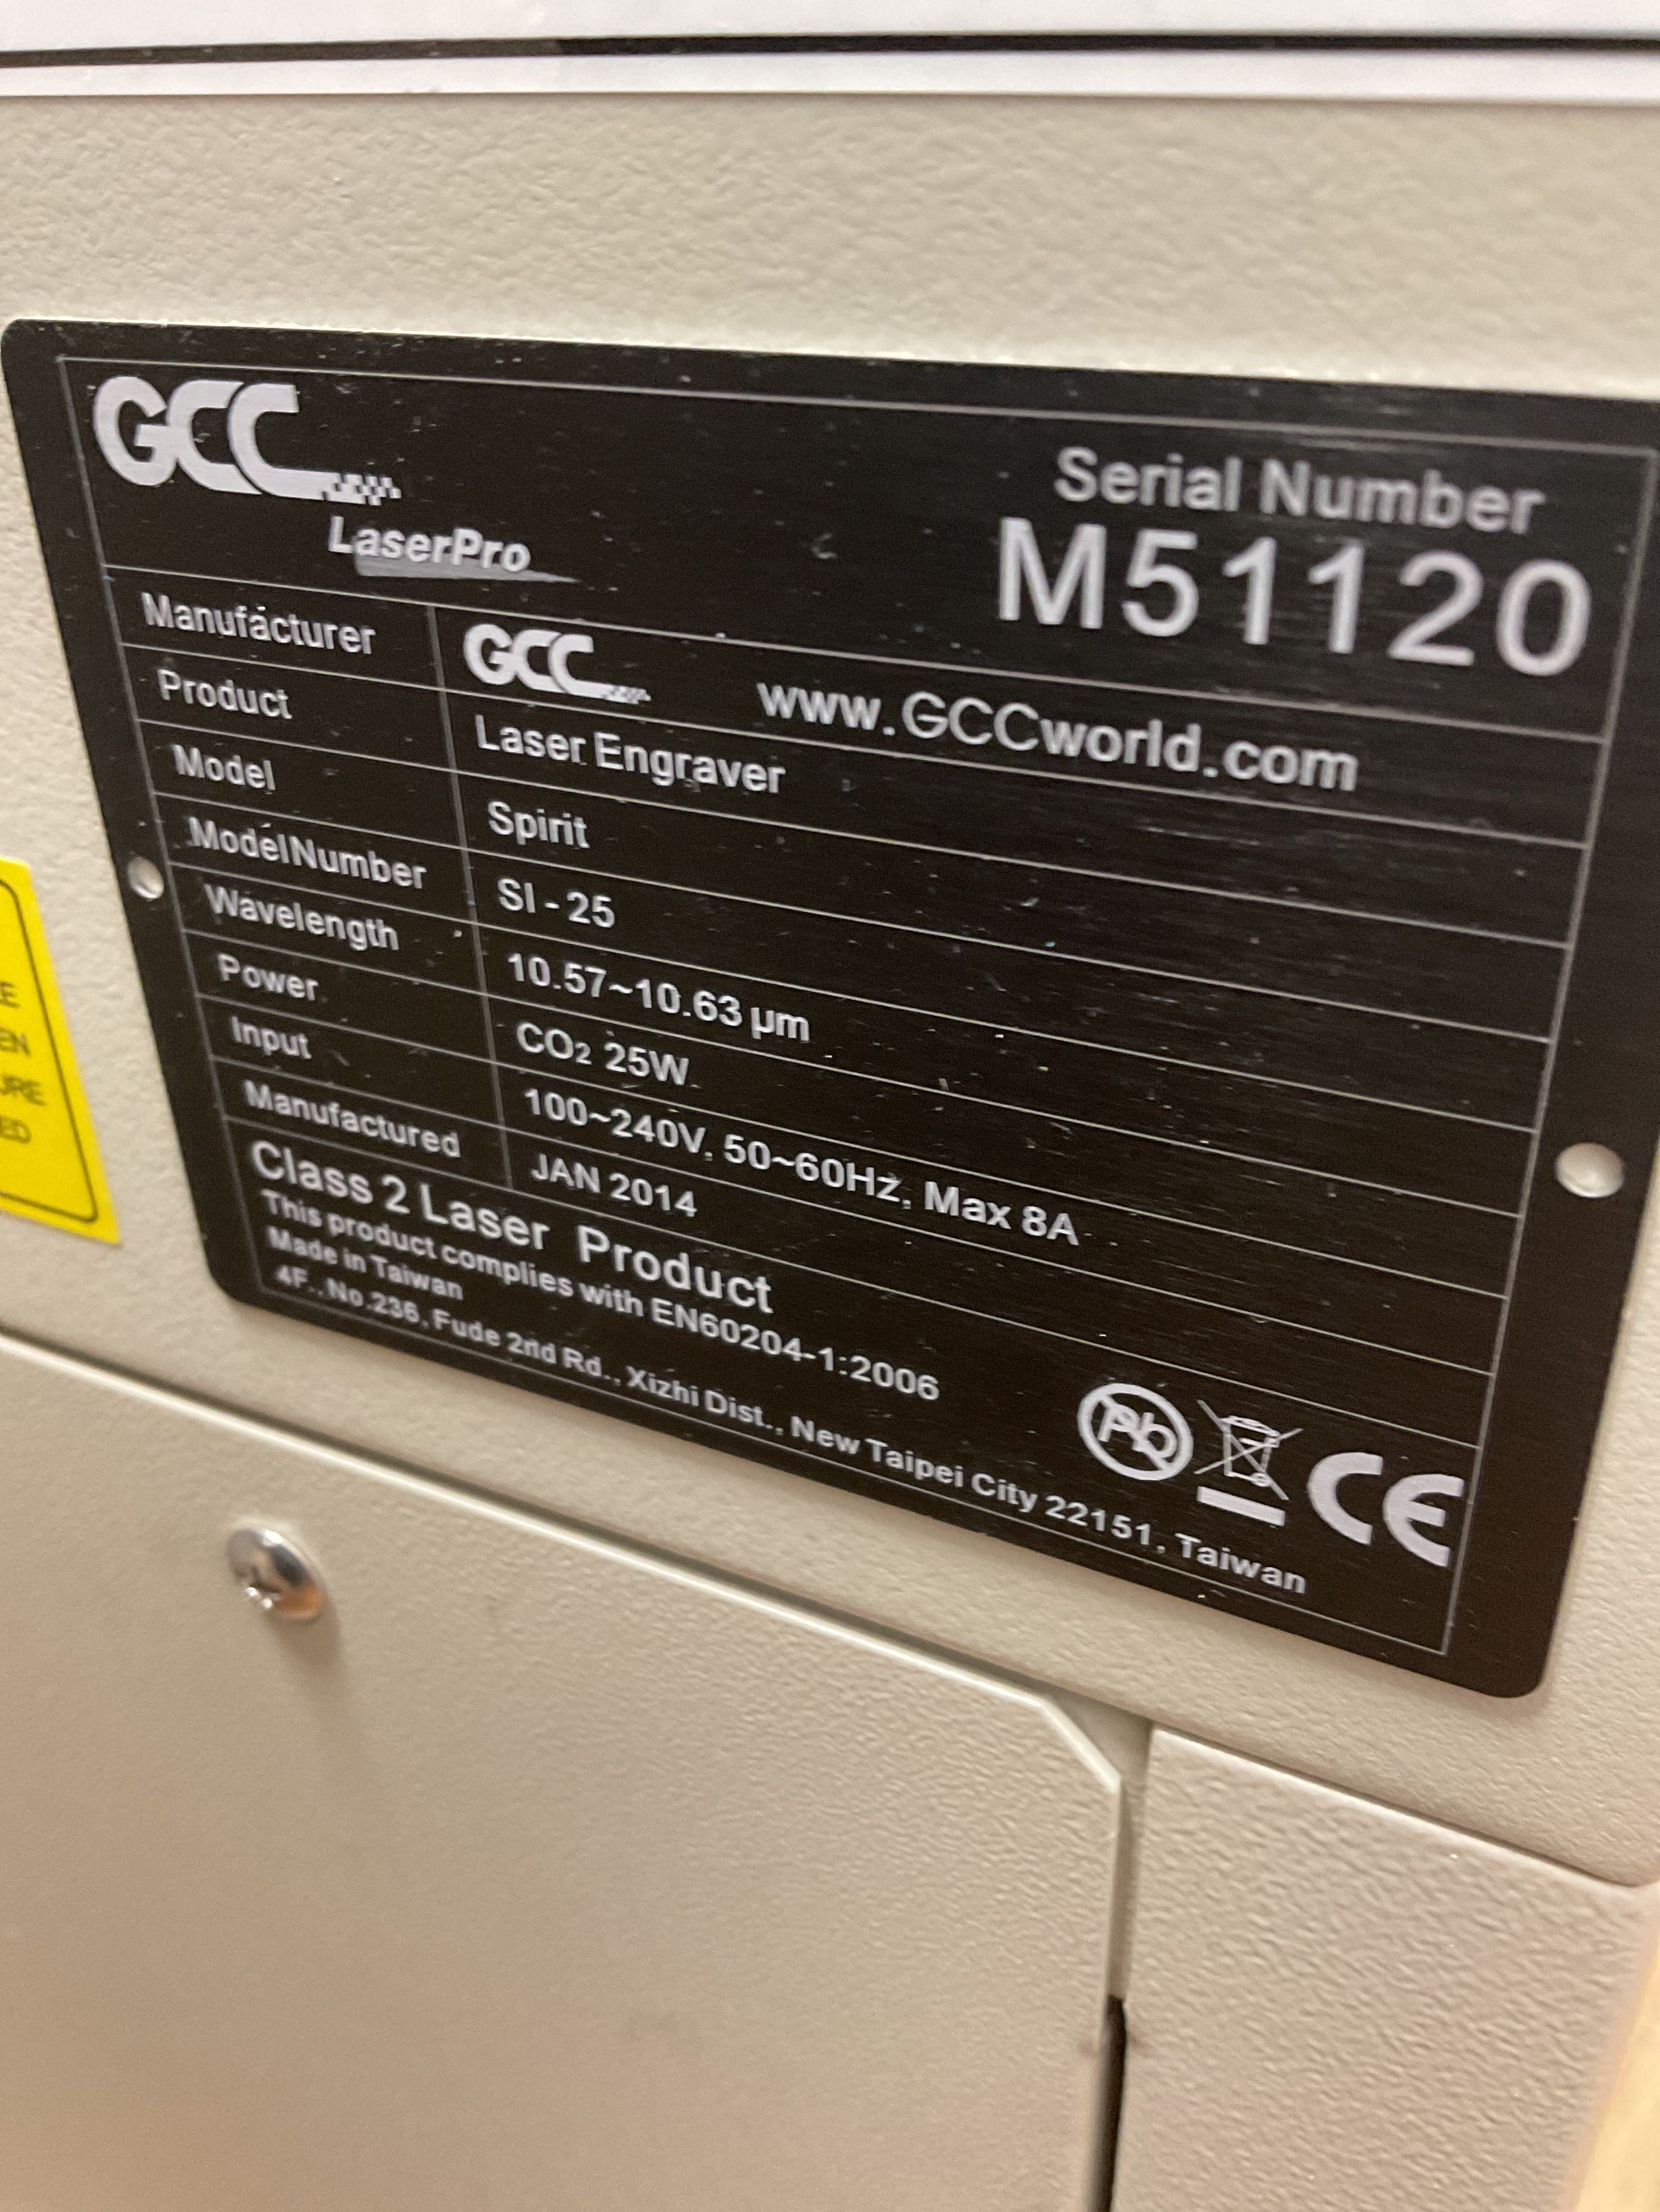 GCC
LaserPro
Serial Number
M51120
Manufacturer GCC www.GCCworld.com
Product Laser Engraver
Model Spirit
Model Number SI - 25
Wavelength 10.57~10.63 µm
Power CO₂ 25W
Input 100~240V, 50~60Hz, Max 8A
Manufactured JAN 2014
Class 2 Laser Product
This product complies with EN60204-1:2006
Made in Taiwan
4F., No.236, Fude 2nd Rd., Xizhi Dist., New Taipei City 22151, Taiwan
Pb
CE